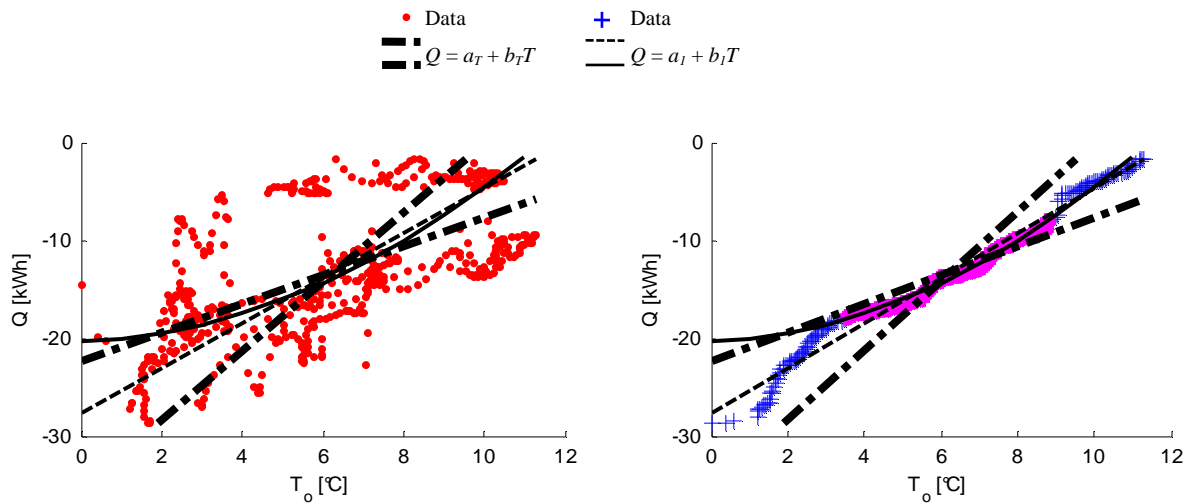 Data Data
Q = a_T + b_T T Q = a_I + b_I T
0 0
-10 -10
-20 -20
-30 -30
Q [kWh] Q [kWh]
0 2 4 6 8 10 12 0 2 4 6 8 10 12
T_o [°C] T_o [°C]